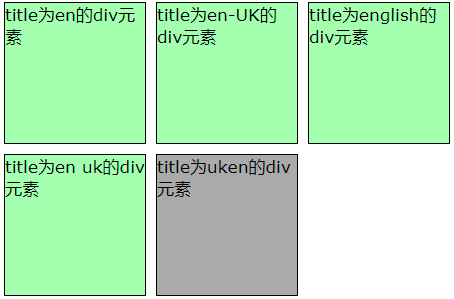 title为en的div元
素
title为en-UK的
div元素
title为english的
div元素
title为en uk的div
元素
title为uken的div
元素